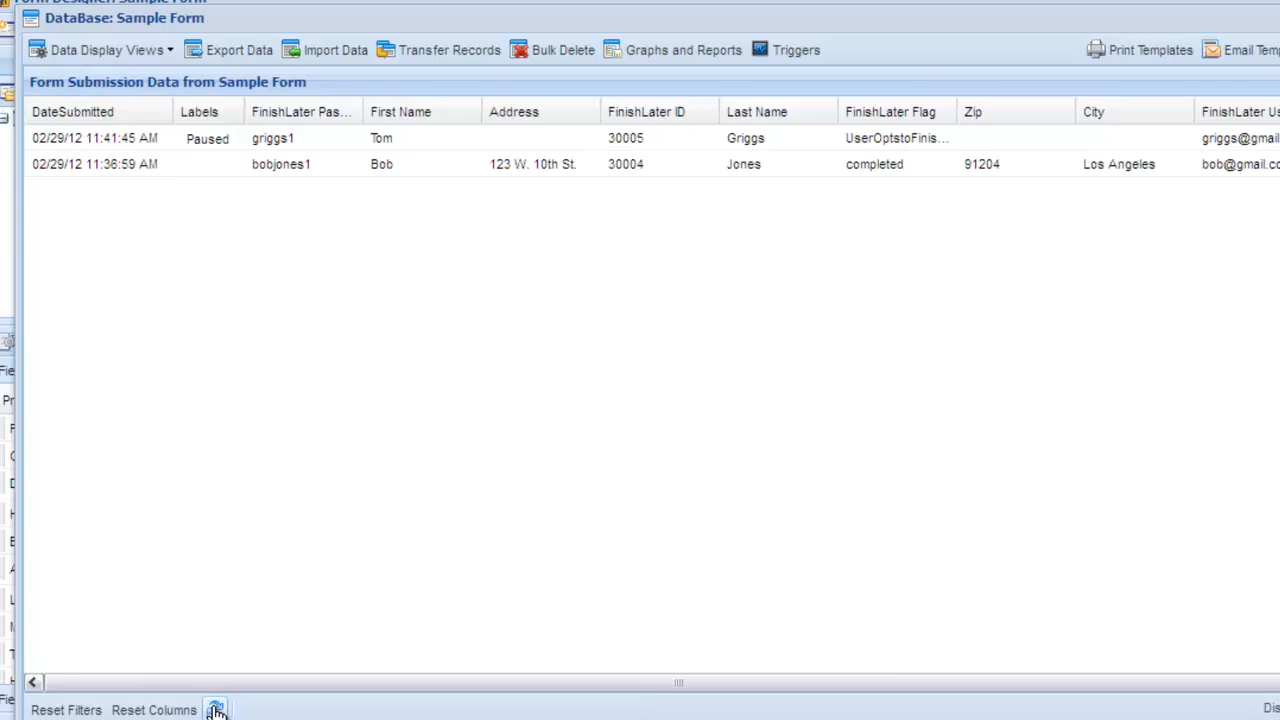 Form Designer: Sample Form
DataBase: Sample Form
Data Display Views Export Data Import Data Transfer Records Bulk Delete Graphs and Reports Triggers Print Templates Email Temp
Form Submission Data from Sample Form
DateSubmitted Labels FinishLater Pas... First Name Address FinishLater ID Last Name FinishLater Flag Zip City FinishLater Us
02/29/12 11:41:45 AM Paused griggs1 Tom 30005 Griggs UserOptstoFinis... griggs@gmail
02/29/12 11:36:59 AM bobjones1 Bob 123 W. 10th St. 30004 Jones completed 91204 Los Angeles bob@gmail.co
Reset Filters Reset Columns Dis